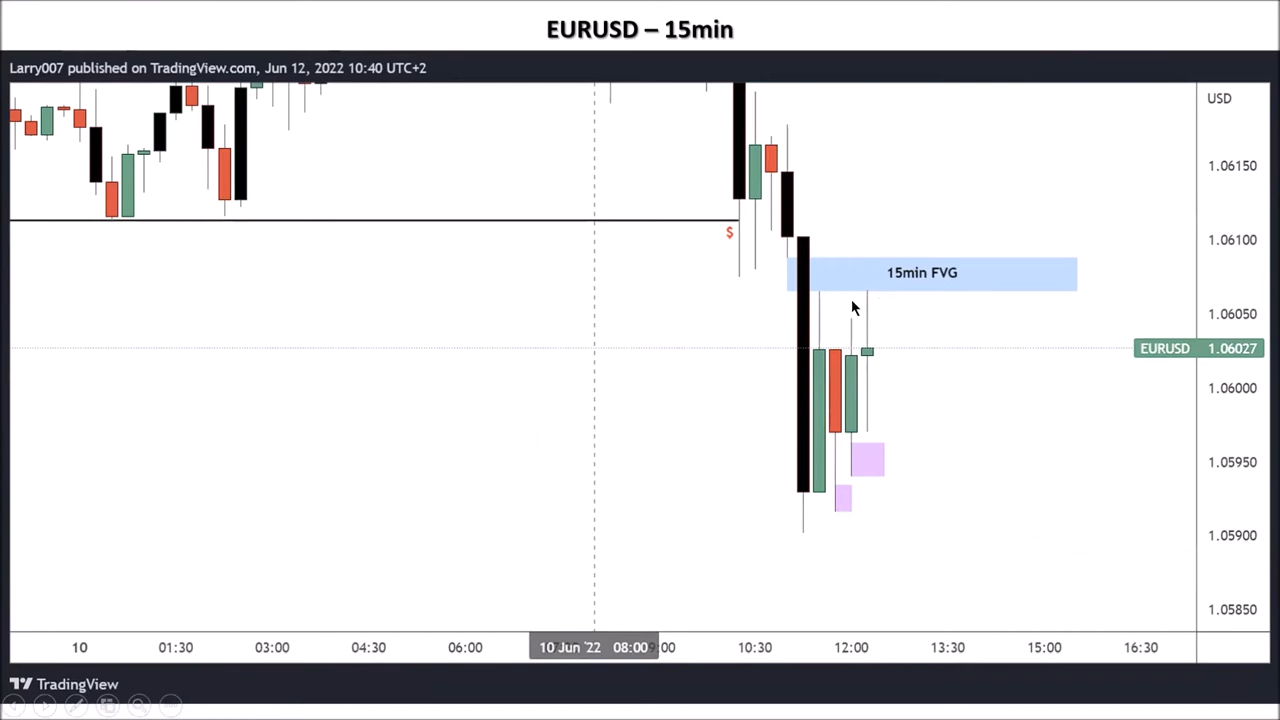 EURUSD – 15min
Larry007 published on TradingView.com, Jun 12, 2022 10:40 UTC+2
USD
1.06150
$
1.06100
15min FVG
1.06050
EURUSD 1.06027
1.06000
1.05950
1.05900
1.05850
10 01:30 03:00 04:30 06:00 10 Jun '22 08:00 :00 10:30 12:00 13:30 15:00 16:30
TradingView